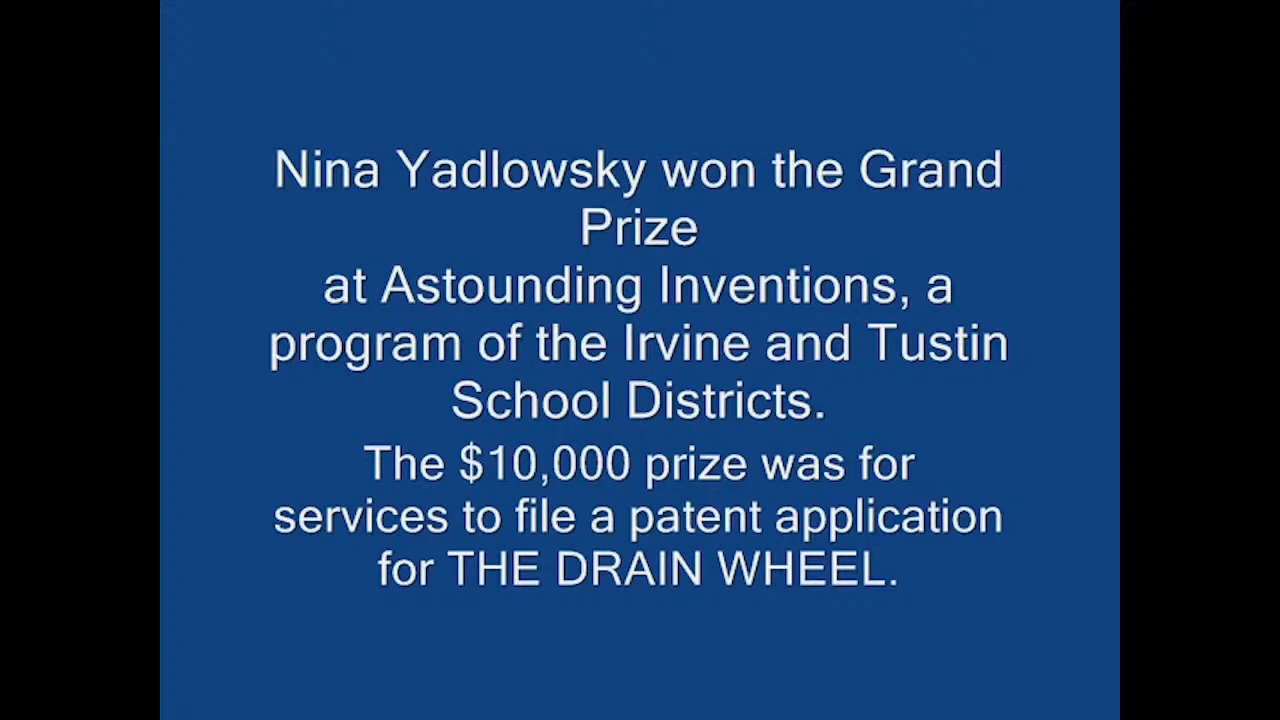 Nina Yadlowsky won the Grand
Prize
at Astounding Inventions, a
program of the Irvine and Tustin
School Districts.
The $10,000 prize was for
services to file a patent application
for THE DRAIN WHEEL.